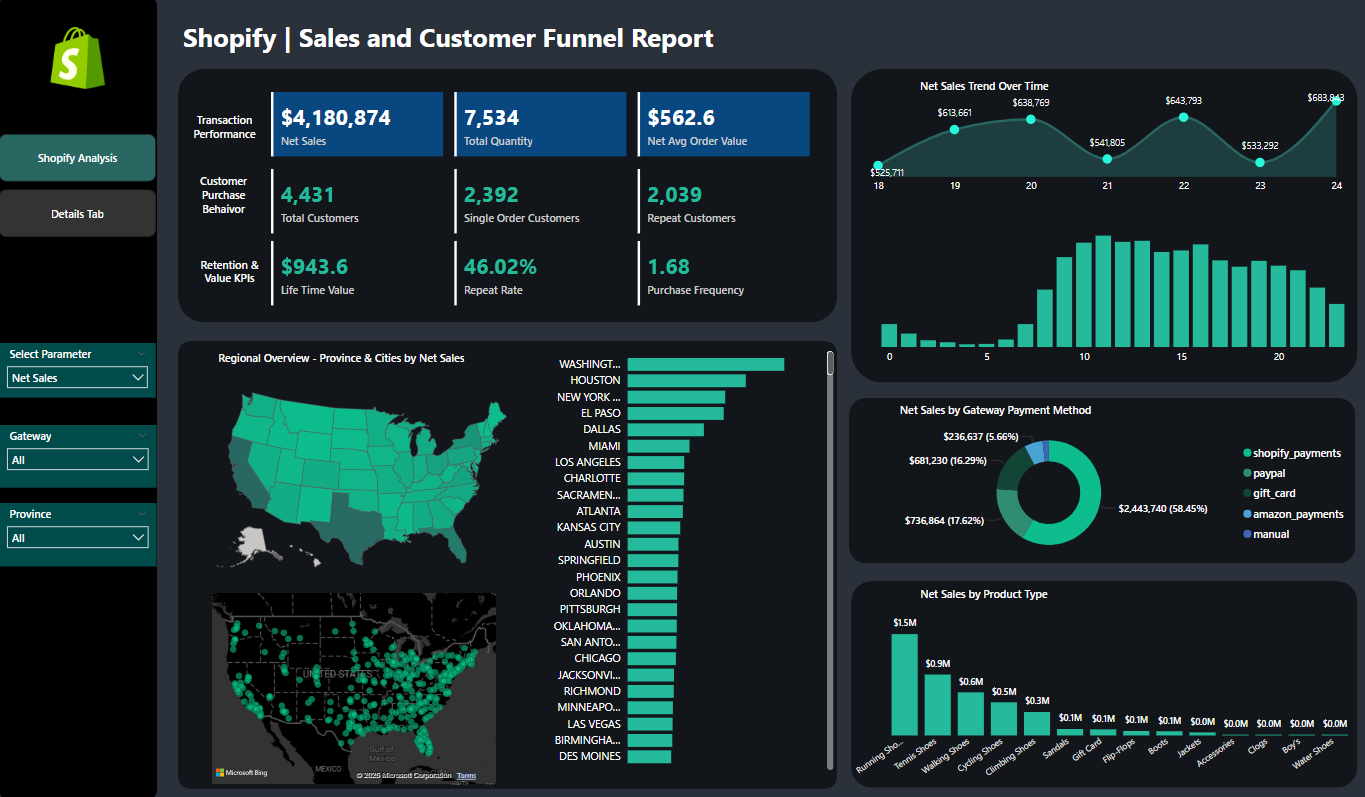 Shopify | Sales and Customer Funnel Report
S
Shopify Analysis
Details Tab
Select Parameter
Net Sales
Gateway
All
Province
All
Transaction
Performance
$4,180,874
Net Sales
7,534
Total Quantity
$562.6
Net Avg Order Value
Customer
Purchase
Behaivor
4,431
Total Customers
2,392
Single Order Customers
2,039
Repeat Customers
Retention &
Value KPIs
$943.6
Life Time Value
46.02%
Repeat Rate
1.68
Purchase Frequency
Regional Overview - Province & Cities by Net Sales
UNITED STATES
Gulf of
Mexico
MEXICO
Microsoft Bing
© 2025 Microsoft Corporation Terms
WASHINGT...
HOUSTON
NEW YORK ...
EL PASO
DALLAS
MIAMI
LOS ANGELES
CHARLOTTE
SACRAMEN...
ATLANTA
KANSAS CITY
AUSTIN
SPRINGFIELD
PHOENIX
ORLANDO
PITTSBURGH
OKLAHOMA...
SAN ANTO...
CHICAGO
JACKSONVI...
RICHMOND
MINNEAPO...
LAS VEGAS
BIRMINGHA...
DES MOINES
Net Sales Trend Over Time
$525,711
$613,661
$638,769
$541,805
$643,793
$533,292
$683,843
18 19 20 21 22 23 24
0 5 10 15 20
Net Sales by Gateway Payment Method
$236,637 (5.66%)
$681,230 (16.29%)
$736,864 (17.62%)
$2,443,740 (58.45%)
shopify_payments
paypal
gift_card
amazon_payments
manual
Net Sales by Product Type
$1.5M
$0.9M
$0.6M
$0.5M
$0.3M
$0.1M
$0.1M
$0.1M
$0.1M
$0.0M
$0.0M
$0.0M
$0.0M
$0.0M
Running Sho...
Tennis Shoes
Walking Shoes
Cycling Shoes
Climbing Shoes
Sandals
Gift Card
Flip-Flops
Boots
Jackets
Accessories
Clogs
Boy's
Water Shoes